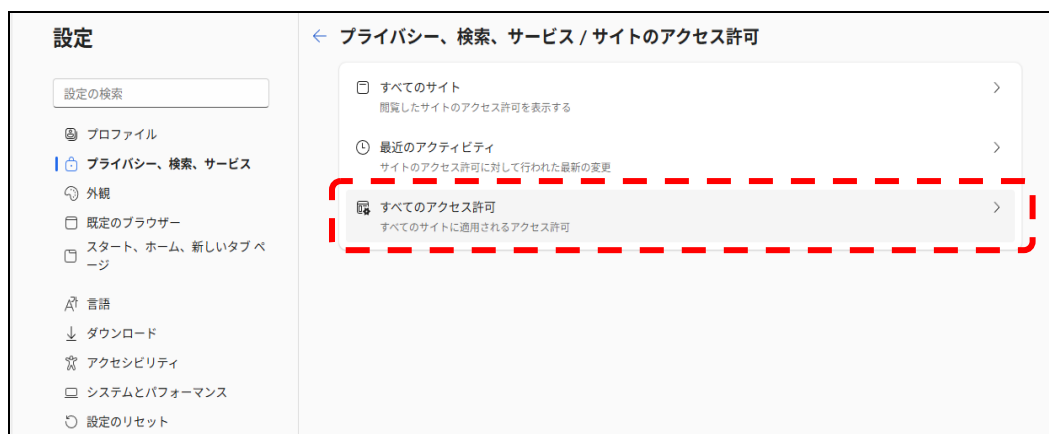 設定
設定の検索
プロファイル
プライバシー、検索、サービス
外観
既定のブラウザー
スタート、ホーム、新しいタブ ペ
ージ
言語
ダウンロード
アクセシビリティ
システムとパフォーマンス
設定のリセット
プライバシー、検索、サービス / サイトのアクセス許可
すべてのサイト
閲覧したサイトのアクセス許可を表示する
最近のアクティビティ
サイトのアクセス許可に対して行われた最新の変更
すべてのアクセス許可
すべてのサイトに適用されるアクセス許可